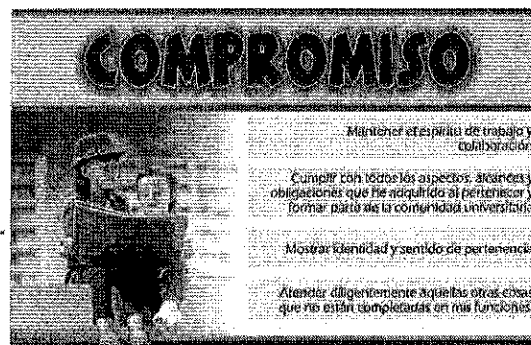 COMPROMISO
Mantener el espíritu de trabajo y
colaboración.
Cumplir con todos los aspectos, alcances y
obligaciones que he adquirido al pertenecer y
formar parte de la comunidad universitaria.
Mostrar identidad y sentido de pertenencia
Atender diligentemente aquellas otras cosas
que no están completadas en mis funciones.